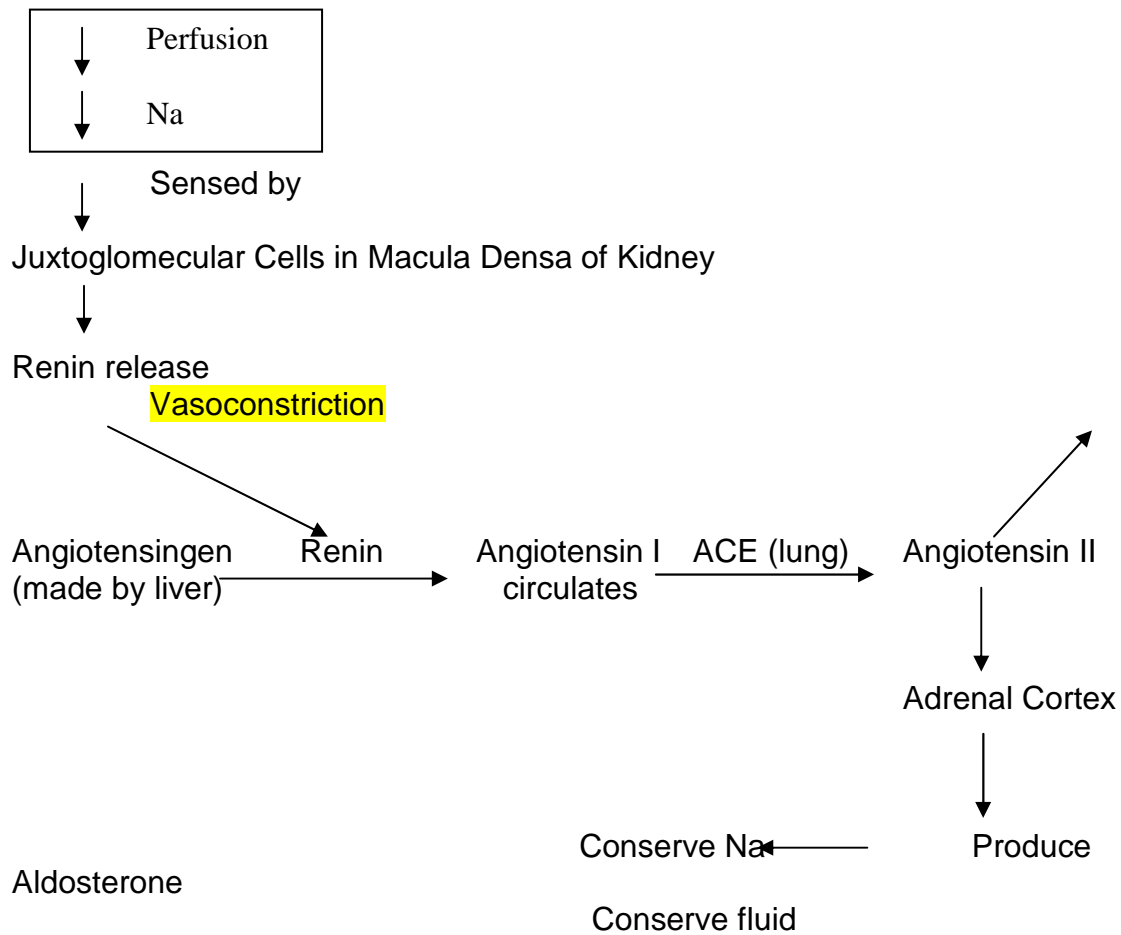 Perfusion
Na
Sensed by
Juxtoglomecular Cells in Macula Densa of Kidney
Renin release
Vasoconstriction
Angiotensingen Renin Angiotensin I ACE (lung) Angiotensin II
(made by liver) circulates
Adrenal Cortex
Conserve Na Produce
Aldosterone
Conserve fluid